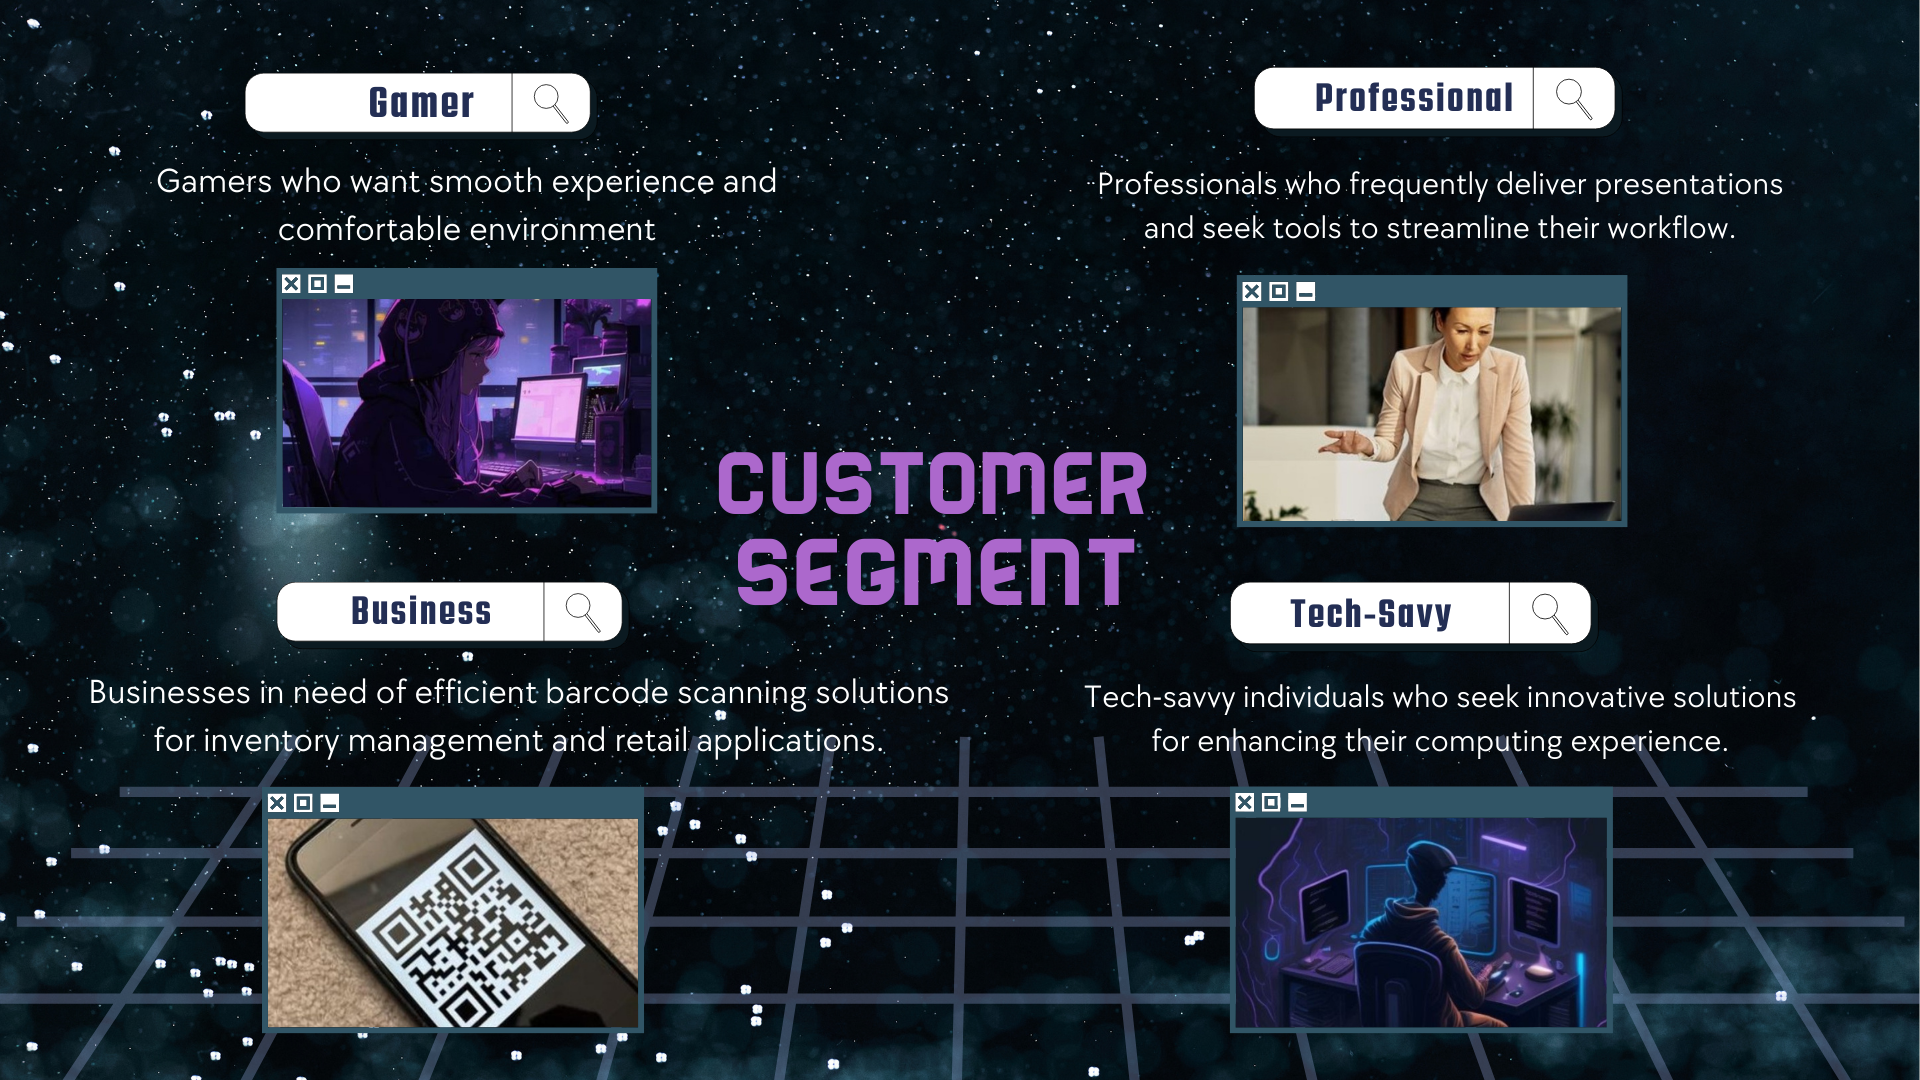 Gamer
Gamers who want smooth experience and
comfortable environment
Professional
Professionals who frequently deliver presentations
and seek tools to streamline their workflow.
CUSTOMER
SEGMENT
Business
Businesses in need of efficient barcode scanning solutions
for inventory management and retail applications.
Tech-Savy
Tech-savvy individuals who seek innovative solutions
for enhancing their computing experience.